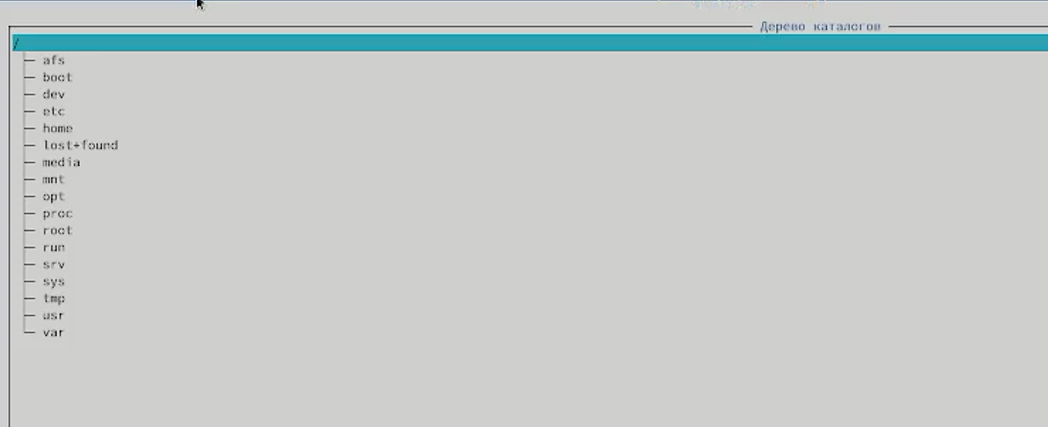 Дерево каталогов
/
afs
boot
dev
etc
home
lost+found
media
mnt
opt
proc
root
run
srv
sys
tmp
usr
var